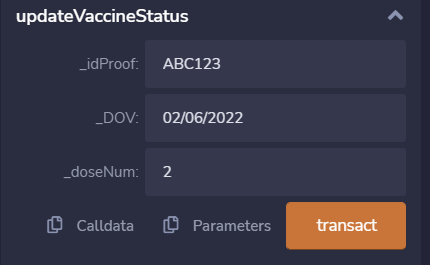 updateVaccineStatus
_idProof: ABC123
_DOV: 02/06/2022
_doseNum: 2
Calldata Parameters transact